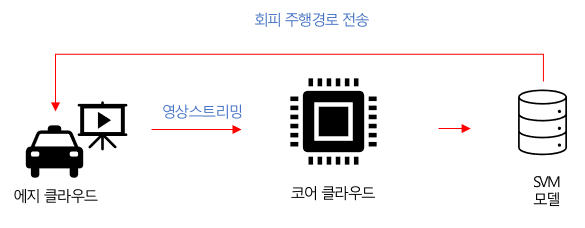 회피 주행경로 전송
영상스트리밍
에지 클라우드
코어 클라우드
SVM
모델